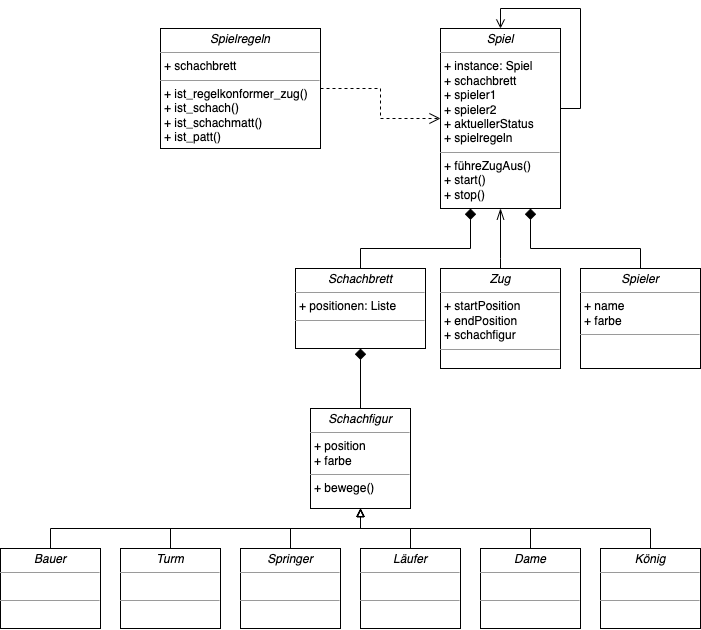 Spielregeln
+ schachbrett
+ ist_regelkonformer_zug()
+ ist_schach()
+ ist_schachmatt()
+ ist_patt()
Spiel
+ instance: Spiel
+ schachbrett
+ spieler1
+ spieler2
+ aktuellerStatus
+ spielregeln
+ führeZugAus()
+ start()
+ stop()
Schachbrett
+ positionen: Liste
Zug
+ startPosition
+ endPosition
+ schachfigur
Spieler
+ name
+ farbe
Schachfigur
+ position
+ farbe
+ bewege()
Bauer
Turm
Springer
Läufer
Dame
König